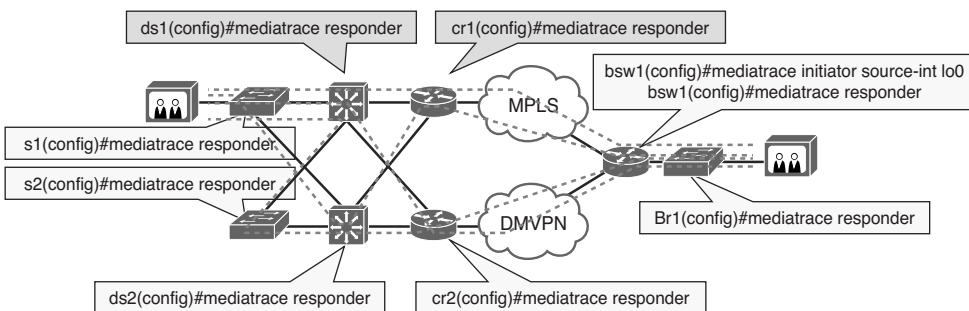 ds1(config)#mediatrace responder
cr1(config)#mediatrace responder
bsw1(config)#mediatrace initiator source-int lo0
bsw1(config)#mediatrace responder
MPLS
s1(config)#mediatrace responder
s2(config)#mediatrace responder
Br1(config)#mediatrace responder
DMVPN
ds2(config)#mediatrace responder
cr2(config)#mediatrace responder